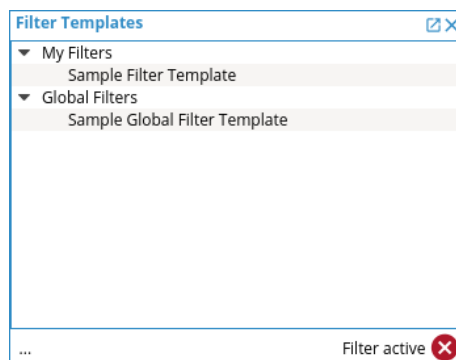 Filter Templates
My Filters
Sample Filter Template
Global Filters
Sample Global Filter Template
...
Filter active